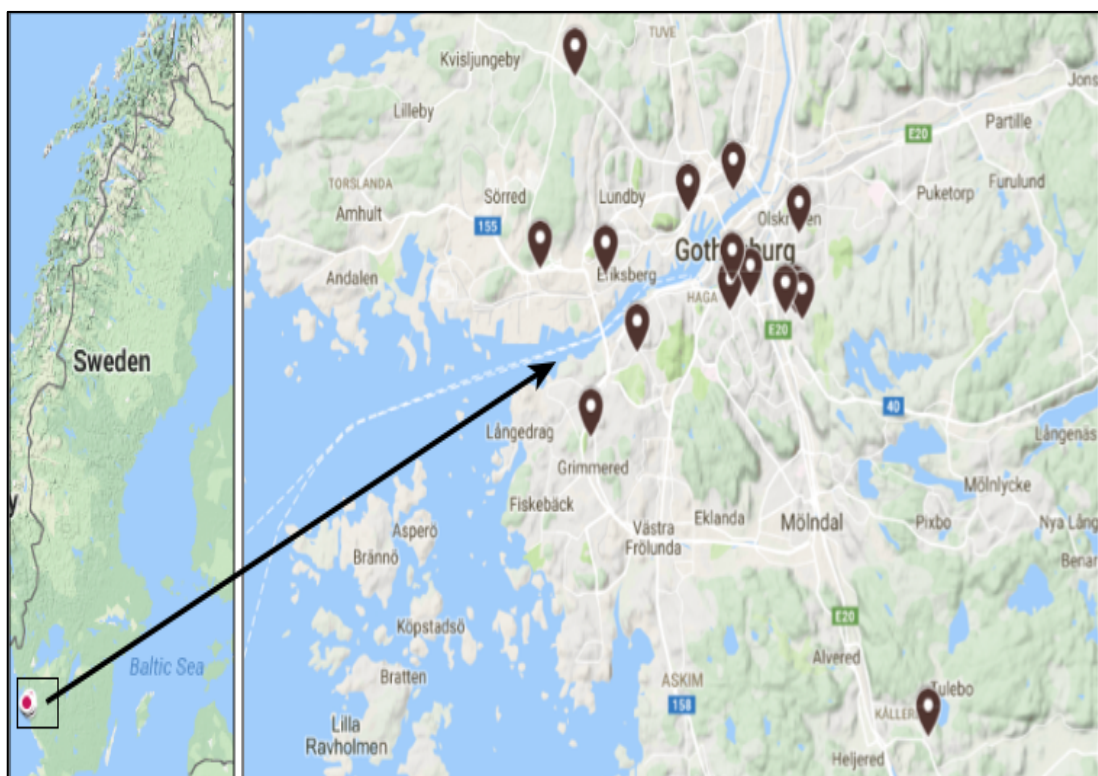 Sweden
Baltic Sea
TUVE
Kvisljungeby
Jons
Lilleby
E20
Partille
TORSLANDA
Sörred
Lundby
Puketorp
Furulund
Amhult
155
Gothenburg
Andalen
Eriksberg
HAGA
E20
40
Långedrag
Långenäs
Grimmered
Mölnlycke
Fiskebäck
Eklanda
Mölndal
Pixbo
Nya Lång
Asperö
Västra
Frölunda
Brännö
Benar
Köpstadsö
E20
Alvered
Bratten
ASKIM
Tulebo
158
Lilla
Ravholmen
Heljered